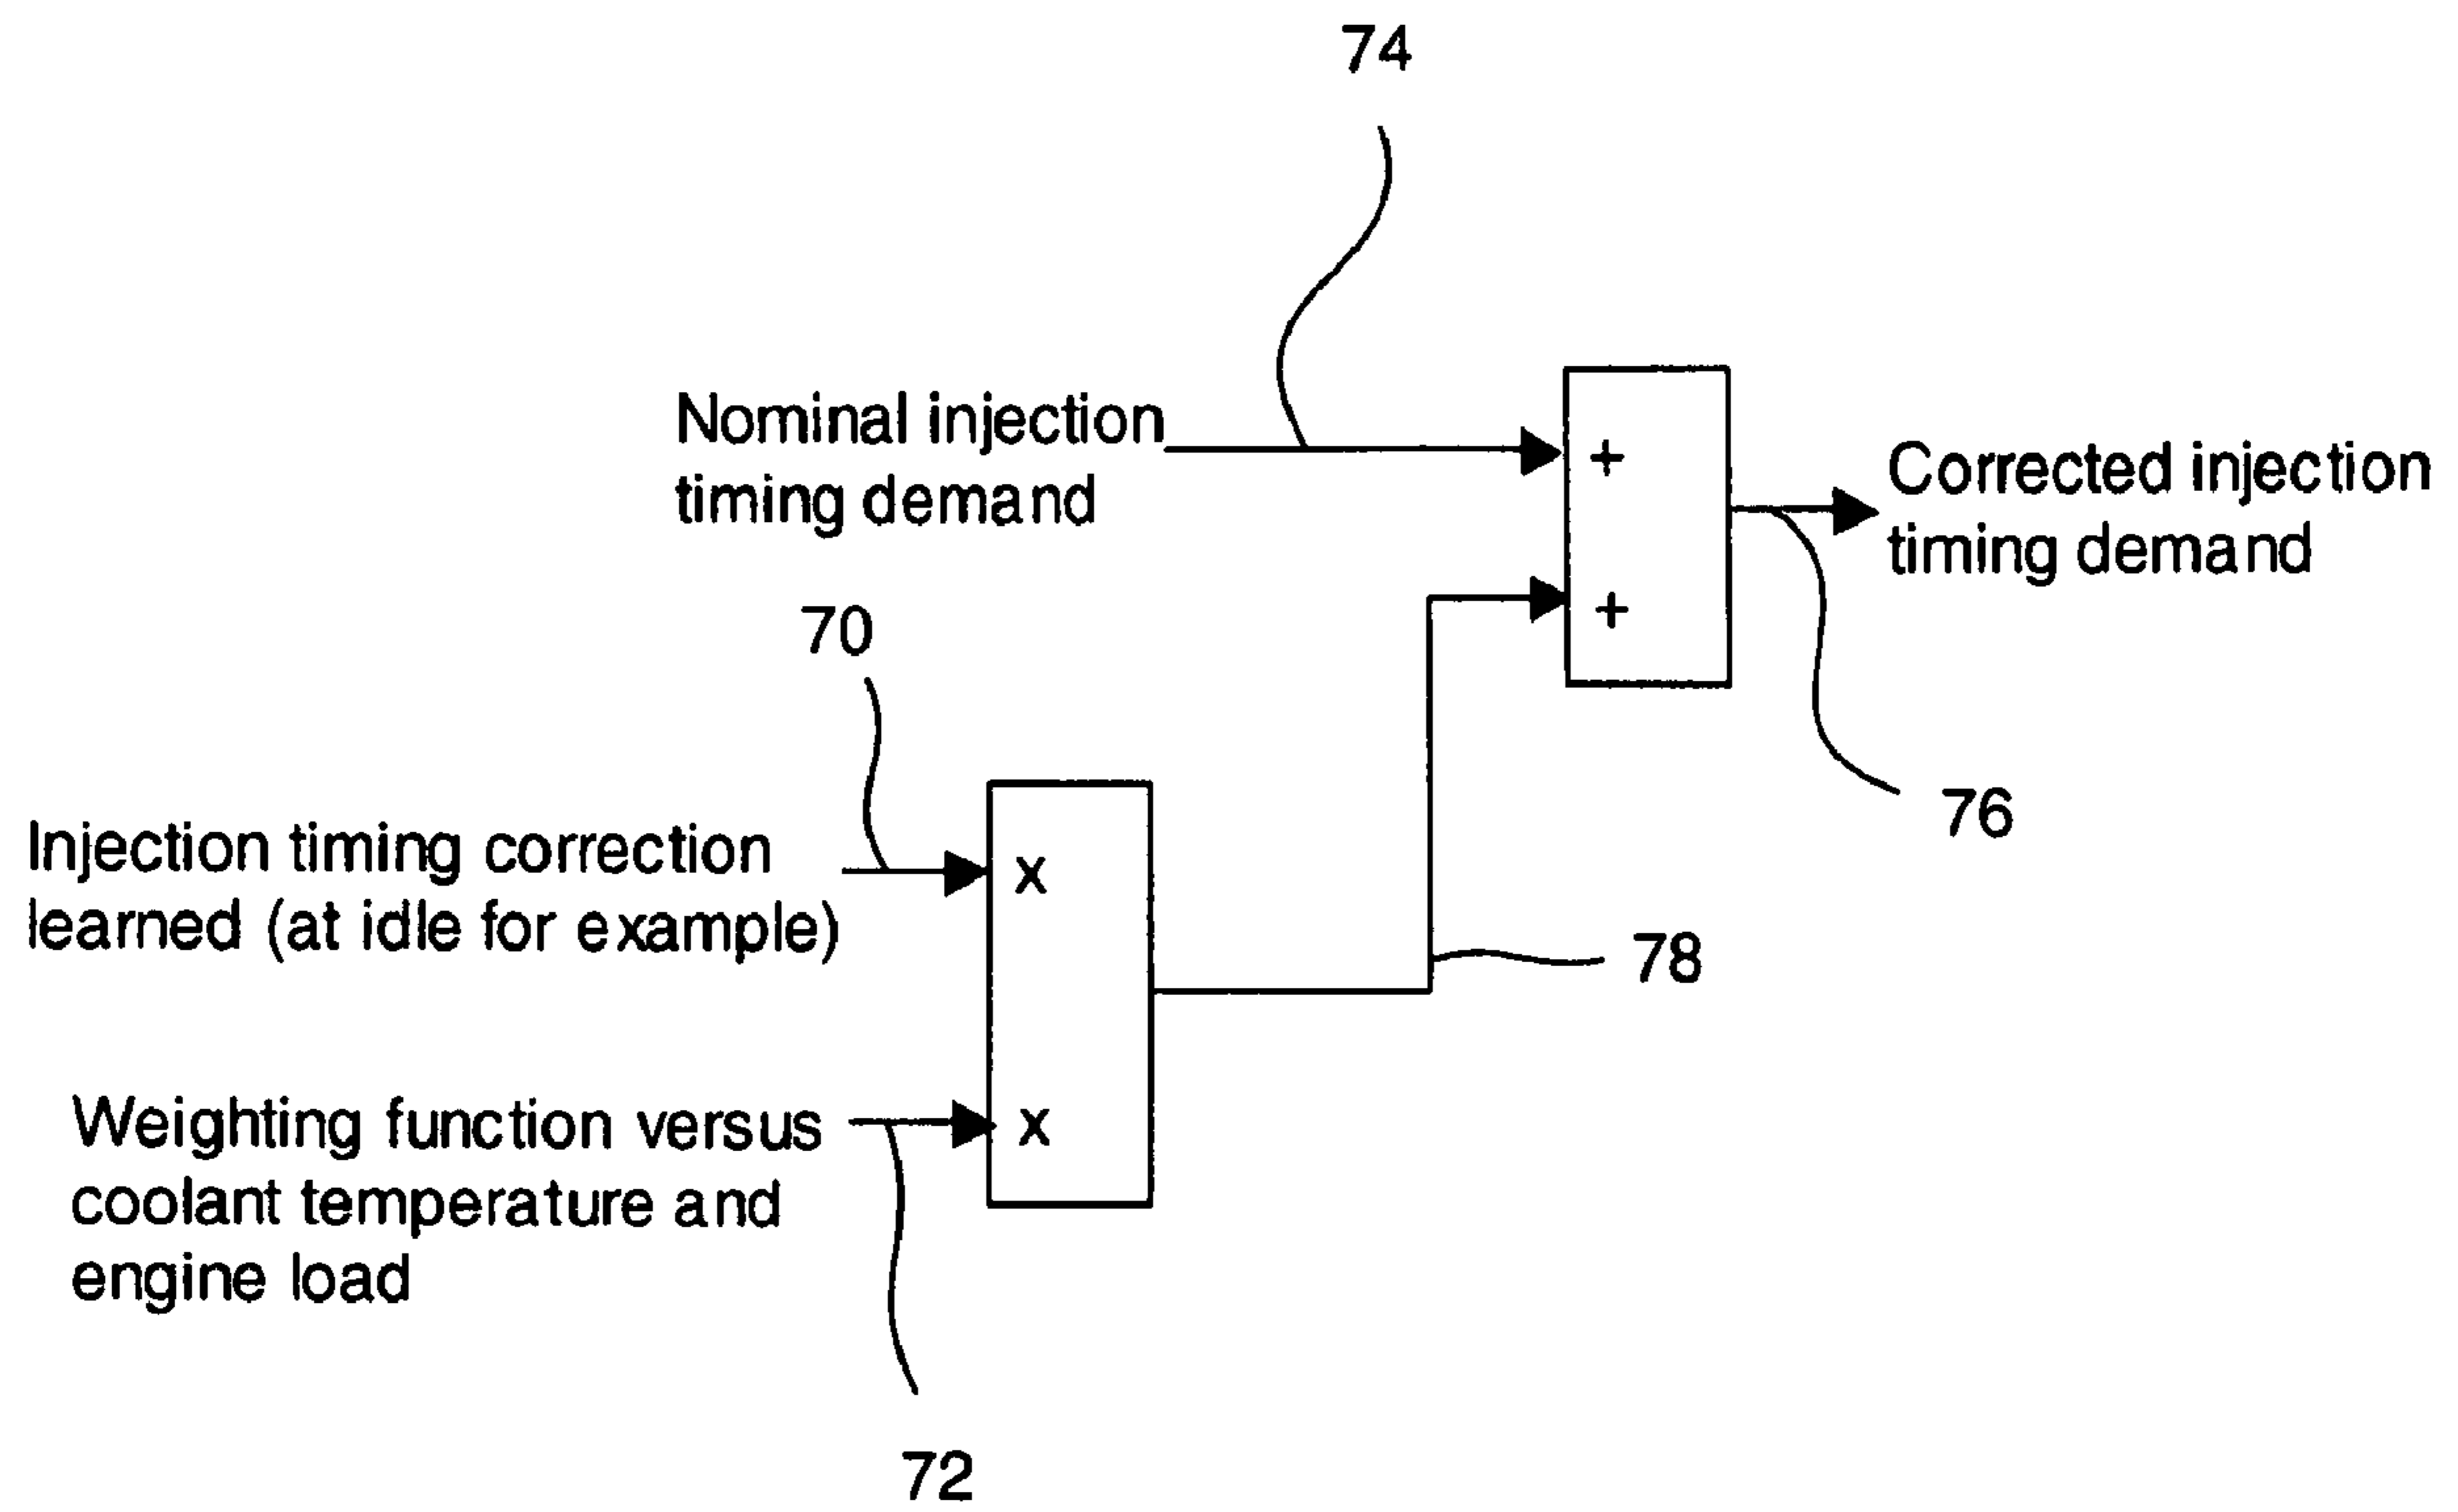 74
Nominal injection
timing demand
+
Corrected injection
timing demand
+
70
76
Injection timing correction
learned (at idle for example)
x
78
Weighting function versus
coolant temperature and
engine load
x
72